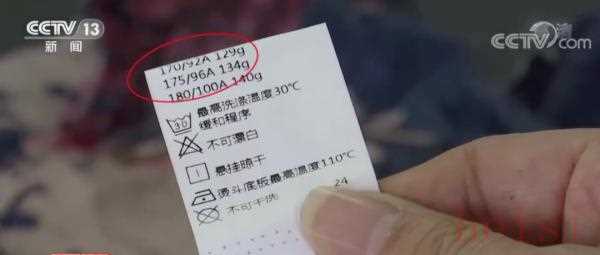 CCTV 13
新闻
CCTV.com
170/92A 129g
175/96A 134g
180/100A 140g
最高洗涤温度30℃
缓和程序
30
不可漂白
悬挂晾干
熨斗底板最高温度110℃
不可干洗
24